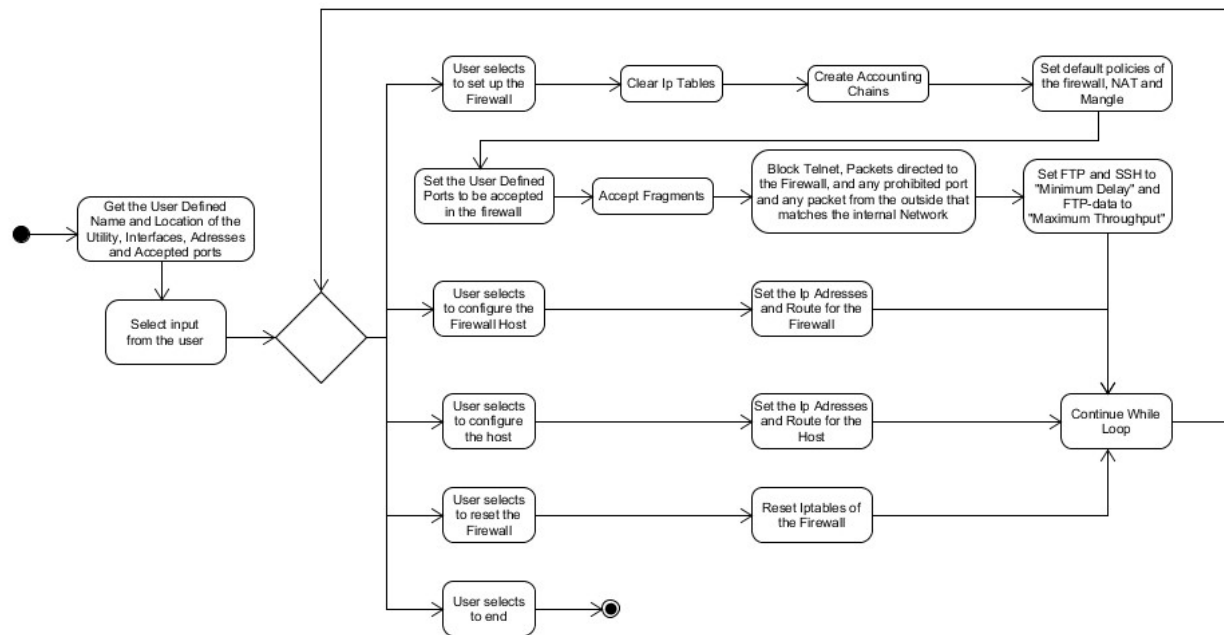 User selects
to set up the
Firewall
Clear Ip Tables
Create Accounting
Chains
Set default policies of
the firewall, NAT and
Mangle
Set the User Defined
Ports to be accepted
in the firewall
Accept Fragments
Block Telnet, Packets directed to
the Firewall, and any prohibited port
and any packet from the outside that
matches the internal Network
Set FTP and SSH to
"Minimum Delay" and
FTP-data to
"Maximum Throughput"
Get the User Defined
Name and Location of the
Utility, Interfaces, Adresses
and Accepted ports
Select input
from the user
User selects
to configure the
Firewall Host
Set the Ip Adresses
and Route for the
Firewall
User selects
to configure
the host
Set the Ip Adresses
and Route for the
Host
Continue While
Loop
User selects
to reset the
Firewall
Reset Iptables of
the Firewall
User selects
to end